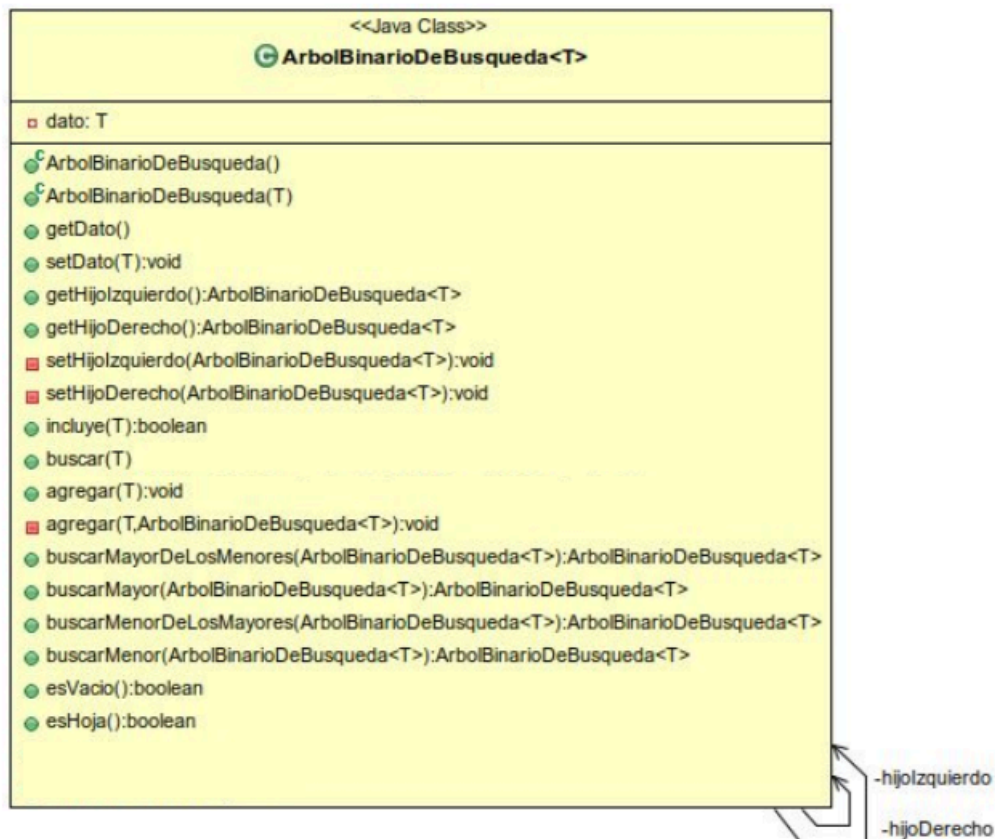 <<Java Class>>
ArbolBinarioDeBusqueda<T>
dato: T
ArbolBinarioDeBusqueda()
ArbolBinarioDeBusqueda(T)
getDato()
setDato(T):void
getHijoIzquierdo():ArbolBinarioDeBusqueda<T>
getHijoDerecho():ArbolBinarioDeBusqueda<T>
setHijoIzquierdo(ArbolBinarioDeBusqueda<T>):void
setHijoDerecho(ArbolBinarioDeBusqueda<T>):void
incluye(T):boolean
buscar(T)
agregar(T):void
agregar(T,ArbolBinarioDeBusqueda<T>):void
buscarMayorDeLosMenores(ArbolBinarioDeBusqueda<T>):ArbolBinarioDeBusqueda<T>
buscarMayor(ArbolBinarioDeBusqueda<T>):ArbolBinarioDeBusqueda<T>
buscarMenorDeLosMayores(ArbolBinarioDeBusqueda<T>):ArbolBinarioDeBusqueda<T>
buscarMenor(ArbolBinarioDeBusqueda<T>):ArbolBinarioDeBusqueda<T>
esVacio():boolean
esHoja():boolean
-hijoIzquierdo
-hijoDerecho